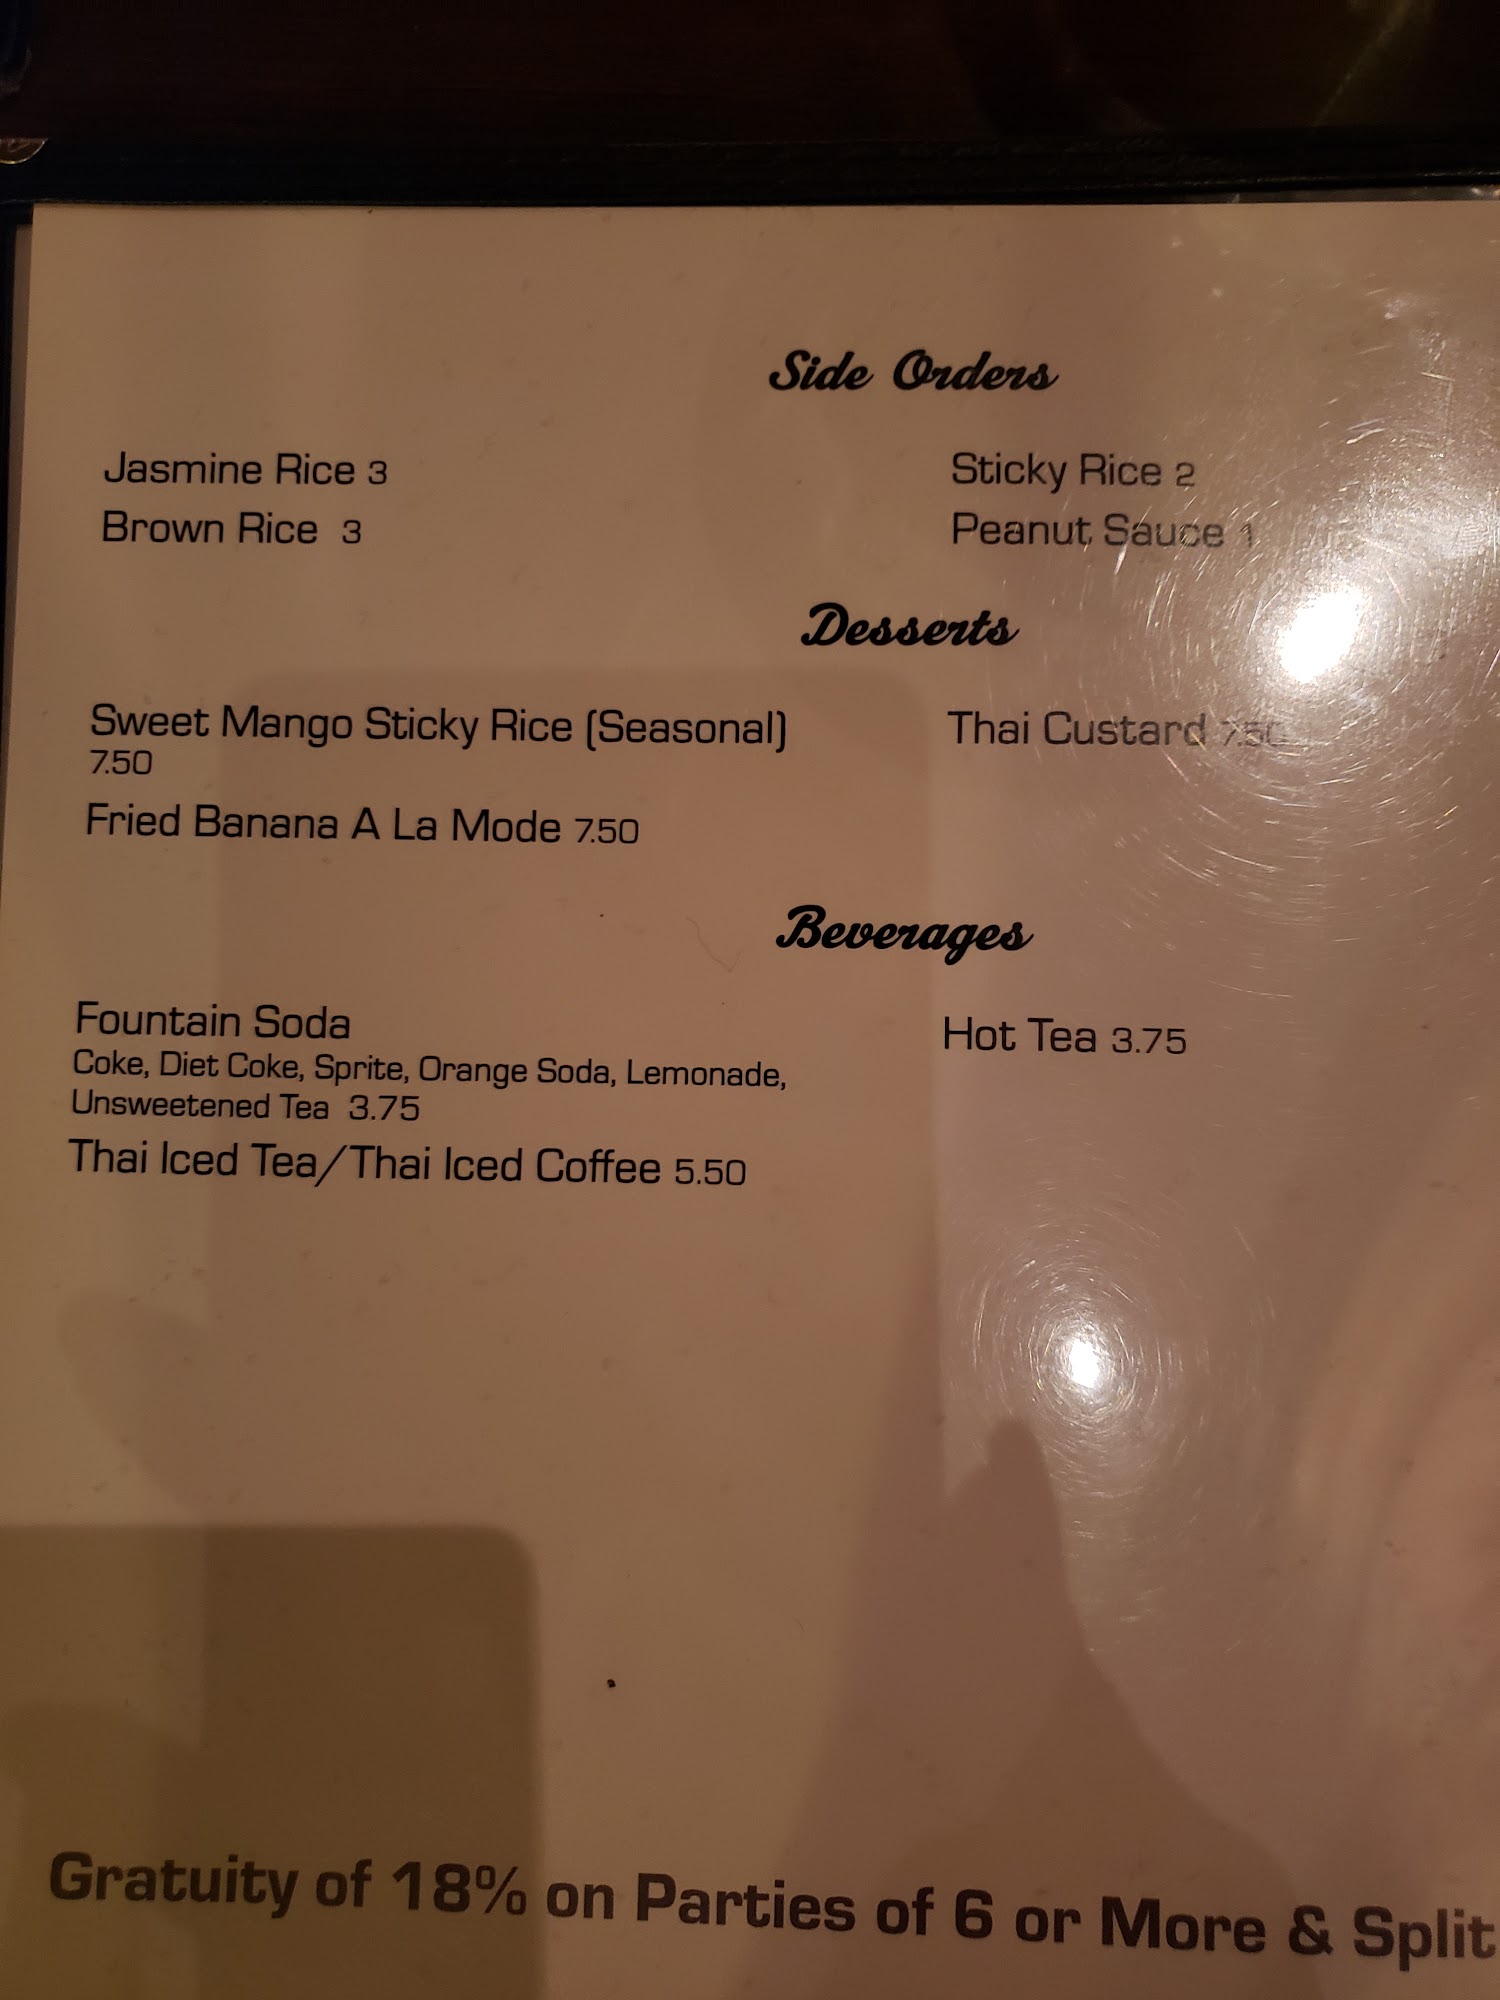 Side Orders
Jasmine Rice 3
Brown Rice 3
Sticky Rice 2
Peanut Sauce 1
Desserts
Sweet Mango Sticky Rice (Seasonal)
7.50
Fried Banana A La Mode 7.50
Thai Custard 7.50
Beverages
Fountain Soda
Coke, Diet Coke, Sprite, Orange Soda, Lemonade,
Unsweetened Tea 3.75
Thai Iced Tea/Thai Iced Coffee 5.50
Hot Tea 3.75
Gratuity of 18% on Parties of 6 or More & Split